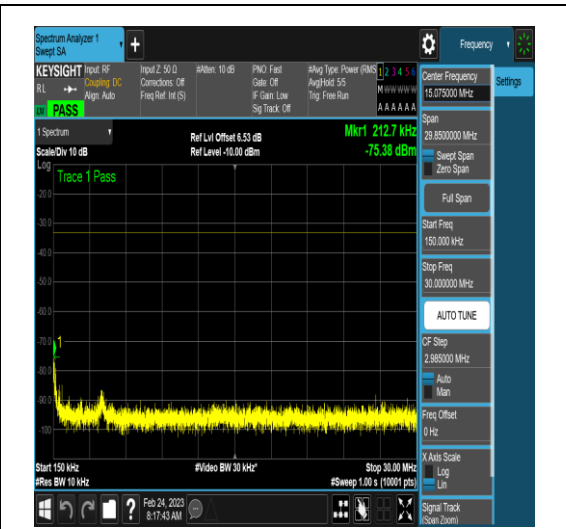 Spectrum Analyzer 1
Swept SA
+
Frequency
KEYSIGHT
RL
PASS
Input: RF
Coupling: DC
Align: Auto
Input Z: 50 Ω
Corrections: Off
Freq Ref: Int (S)
#Atten: 10 dB
PNO: Fast
Gate: Off
IF Gain: Low
Sig Track: Off
#Avg Type: Power (RMS
Avg|Hold: 5/5
Trig: Free Run
1 2 3 4 5 6
M W W W W W
A A A A A A
1 Spectrum
Scale/Div 10 dB
Ref Lvl Offset 6.53 dB
Ref Level -10.00 dBm
Mkr1 212.7 kHz
-75.38 dBm
Log
Trace 1 Pass
-20.0
-30.0
-40.0
-50.0
-60.0
-70.0
-80.0
-90.0
-100
1
Start 150 kHz
#Res BW 10 kHz
#Video BW 30 kHz*
Stop 30.00 MHz
#Sweep 1.00 s (10001 pts)
Center Frequency
15.075000 MHz
Settings
Span
29.8500000 MHz
Swept Span
Zero Span
Full Span
Start Freq
150.000 kHz
Stop Freq
30.000000 MHz
AUTO TUNE
CF Step
2.985000 MHz
Auto
Man
Freq Offset
0 Hz
X Axis Scale
Log
Lin
Signal Track
(Span Zoom)
?
Feb 24, 2023
8:17:43 AM